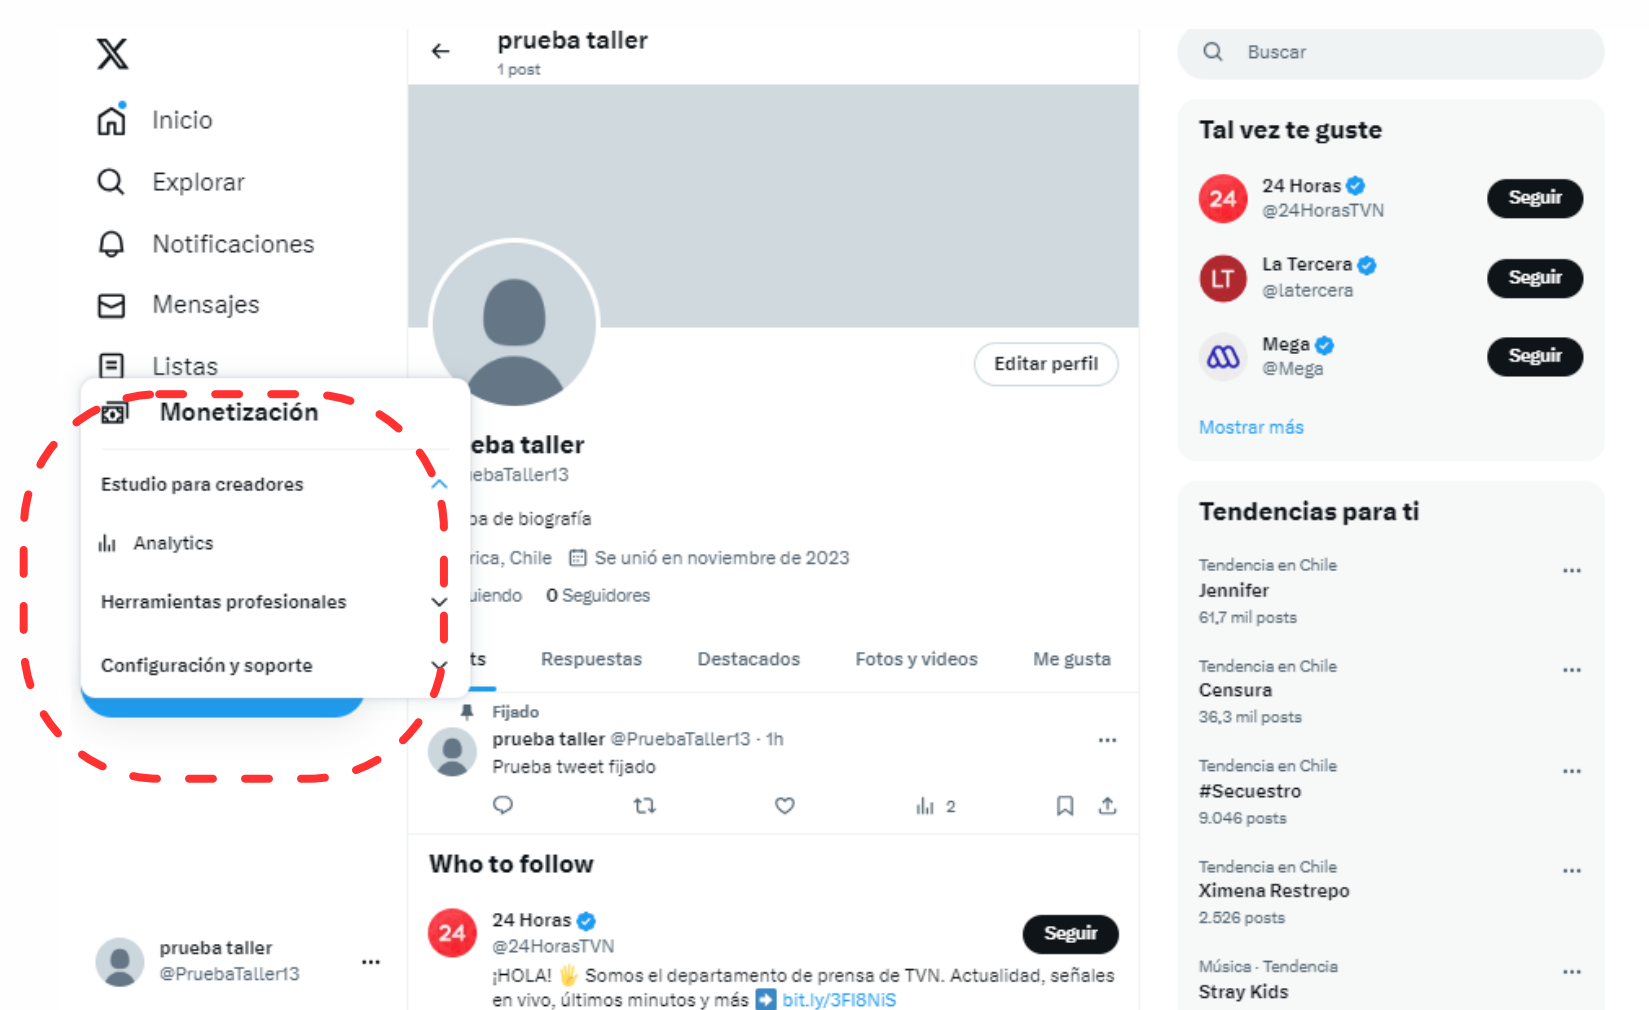 Inicio
Explorar
Notificaciones
Mensajes
Listas
Monetización
Estudio para creadores
Analytics
Herramientas profesionales
Configuración y soporte
prueba taller
@PruebaTaller13
prueba taller
1 post
Editar perfil
eba taller
ebaTaller13
de biografía
rica, Chile Se unió en noviembre de 2023
uiendo 0 Seguidores
ts Respuestas Destacados Fotos y videos Me gusta
Fijado
prueba taller @PruebaTaller13 · 1h
Prueba tweet fijado
2
Who to follow
24
24 Horas
@24HorasTVN
Seguir
¡HOLA! 🖐 Somos el departamento de prensa de TVN. Actualidad, señales
en vivo, últimos minutos y más ➡ bit.ly/3FI8NiS
Buscar
Tal vez te guste
24
24 Horas
@24HorasTVN
Seguir
LT
La Tercera
@latercera
Seguir
Mega
@Mega
Seguir
Mostrar más
Tendencias para ti
Tendencia en Chile
Jennifer
61,7 mil posts
Tendencia en Chile
Censura
36,3 mil posts
Tendencia en Chile
#Secuestro
9.046 posts
Tendencia en Chile
Ximena Restrepo
2.526 posts
Música · Tendencia
Stray Kids